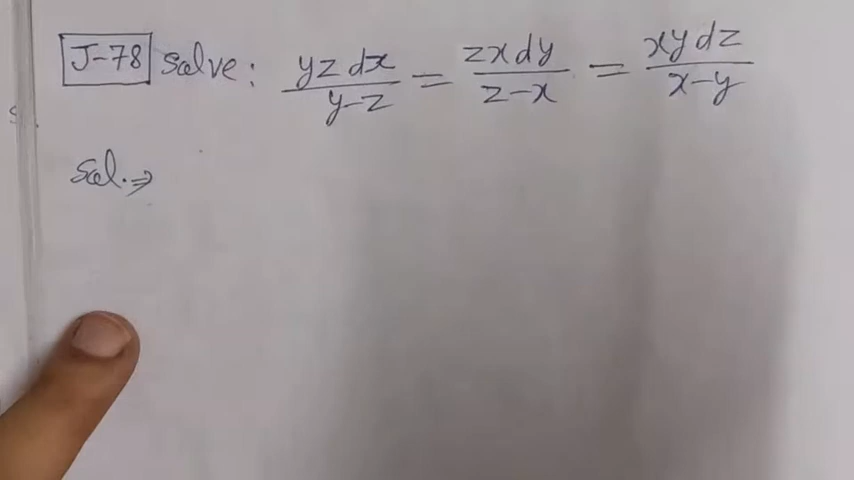 J-78 Solve: yz dx / y-z = zx dy / z-x = xy dz / x-y
Sol. ⇒